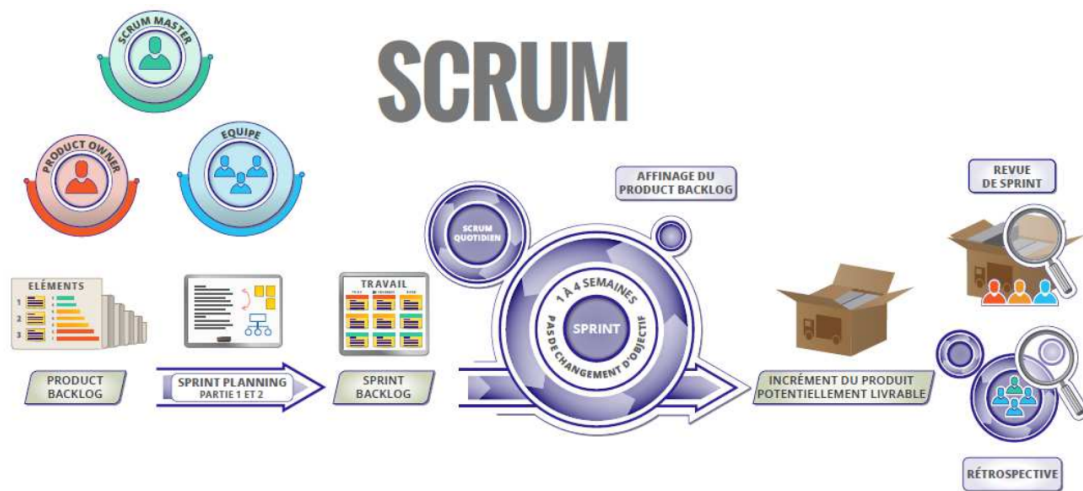 SCRUM MASTER
SCRUM
PRODUCT OWNER
EQUIPE
AFFINAGE DU
PRODUCT BACKLOG
REVUE
DE SPRINT
SCRUM
QUOTIDIEN
ELÉMENTS
1
2
3
TRAVAIL
1 À 4 SEMAINES
SPRINT
PAS DE CHANGEMENT D'OBJECTIF
PRODUCT
BACKLOG
SPRINT PLANNING
PARTIE 1 ET 2
SPRINT
BACKLOG
INCRÉMENT DU PRODUIT
POTENTIELLEMENT LIVRABLE
RÉTROSPECTIVE